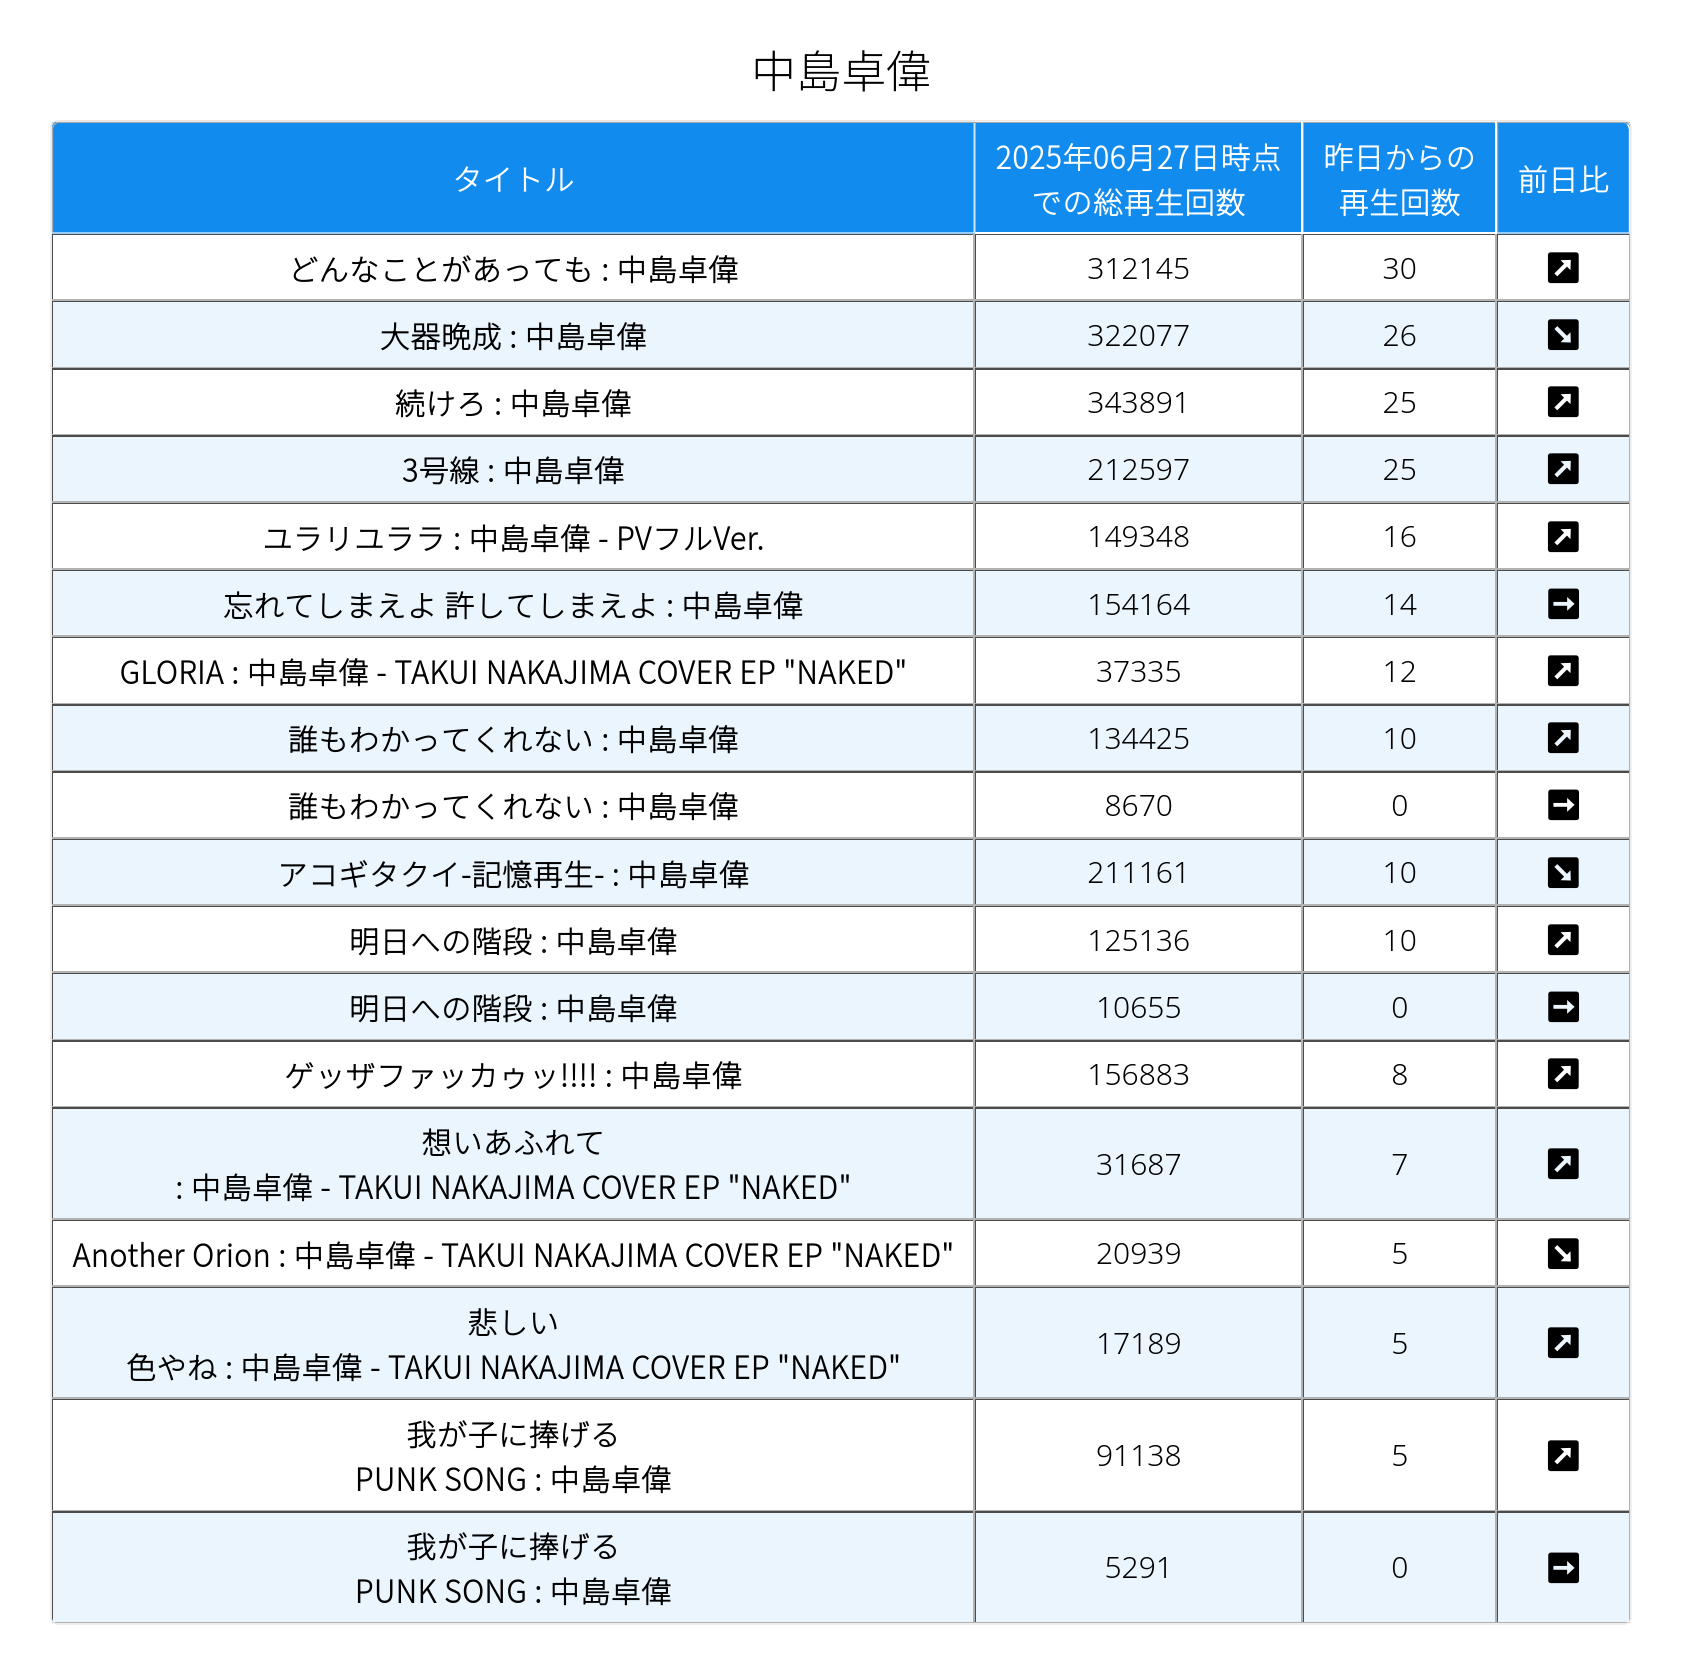 中島卓偉
タイトル
2025年06月27日時点
での総再生回数
昨日からの
再生回数
前日比
どんなことがあっても : 中島卓偉 312145 30
大器晩成 : 中島卓偉 322077 26
続けろ : 中島卓偉 343891 25
3号線 : 中島卓偉 212597 25
ユラリユララ : 中島卓偉 - PVフルVer. 149348 16
忘れてしまえよ 許してしまえよ : 中島卓偉 154164 14
GLORIA : 中島卓偉 - TAKUI NAKAJIMA COVER EP "NAKED" 37335 12
誰もわかってくれない : 中島卓偉 134425 10
誰もわかってくれない : 中島卓偉 8670 0
アコギタクイ-記憶再生- : 中島卓偉 211161 10
明日への階段 : 中島卓偉 125136 10
明日への階段 : 中島卓偉 10655 0
ゲッザファッカゥッ!!!! : 中島卓偉 156883 8
想いあふれて
: 中島卓偉 - TAKUI NAKAJIMA COVER EP "NAKED" 31687 7
Another Orion : 中島卓偉 - TAKUI NAKAJIMA COVER EP "NAKED" 20939 5
悲しい
色やね : 中島卓偉 - TAKUI NAKAJIMA COVER EP "NAKED" 17189 5
我が子に捧げる
PUNK SONG : 中島卓偉 91138 5
我が子に捧げる
PUNK SONG : 中島卓偉 5291 0